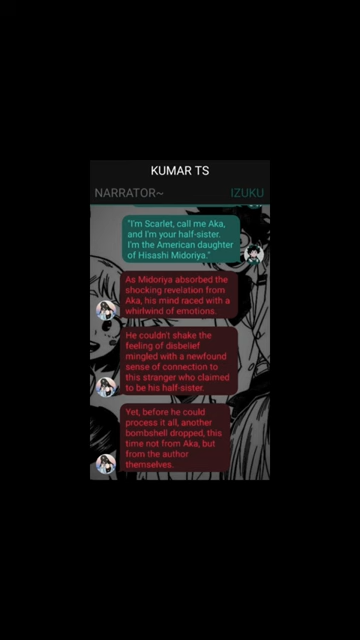 KUMAR TS
NARRATOR~ IZUKU
"I'm Scarlet, call me Aka,
and I'm your half-sister.
I'm the American daughter
of Hisashi Midoriya."
As Midoriya absorbed the
shocking revelation from
Aka, his mind raced with a
whirlwind of emotions.
He couldn't shake the
feeling of disbelief
mingled with a newfound
sense of connection to
this stranger who claimed
to be his half-sister.
Yet, before he could
process it all, another
bombshell dropped, this
time not from Aka, but
from the author
themselves.